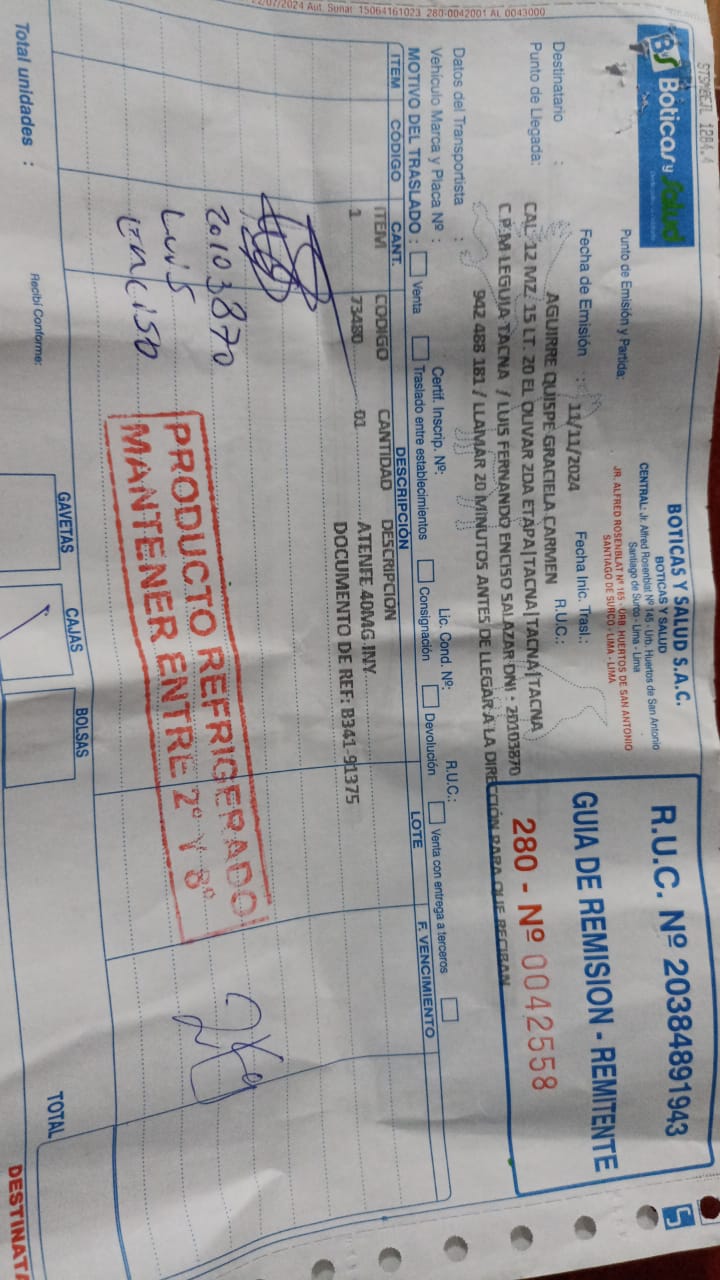 22/07/2024 Aut. Sunat 15064161023 280-0042001 AL 0043000
STSMREJL 1284.4
BS Boticas y Salud
BOTICAS Y SALUD S.A.C.
BOTICAS Y SALUD
CENTRAL: Jr. Alfred Rosenblat Nº 145 - Urb. Huertos de San Antonio
Santiago de Surco - Lima - Lima
Punto de Emisión y Partida:
JR. ALFRED ROSENBLAT Nº 165 - URB. HUERTOS DE SAN ANTONIO
SANTIAGO DE SURCO - LIMA - LIMA
R.U.C. Nº 20384891943
GUIA DE REMISION - REMITENTE
280 - Nº 0042558
5
Fecha de Emisión : 11/11/2024 Fecha Inic. Trasl.:
Destinatario : AGUIRRE QUISPE GRACIELA CARMEN R.U.C.:
Punto de Llegada: CAL. 12 MZ. 15 LT. 20 EL OLIVAR 2DA ETAPA|TACNA|TACNA|TACNA
C.P.M LEGUIA TACNA / LUIS FERNANDO ENCISO SALAZAR DNI : 20103870
942 488 181 / LLAMAR 20 MINUTOS ANTES DE LLEGAR A LA DIRECCIÓN PARA QUE RECIBAN
Datos del Transportista : Lic. Cond. Nº: R.U.C.:
Vehículo Marca y Placa Nº : Certif. Inscrip. Nº:
MOTIVO DEL TRASLADO : Venta Traslado entre establecimientos Consignación Devolución Venta con entrega a terceros
ITEM CÓDIGO CANT. DESCRIPCIÓN LOTE F. VENCIMIENTO
ITEM CODIGO CANTIDAD DESCRIPCION
1 73480 01 ATENFE 40MG INY
DOCUMENTO DE REF: B341-91375
20103870
Luis
Enciso
PRODUCTO REFRIGERADO
MANTENER ENTRE 2° Y 8°
Total unidades :
Recibí Conforme:
GAVETAS
CAJAS
BOLSAS
TOTAL